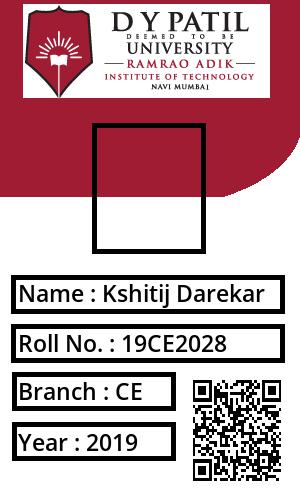 D Y PATIL
DEEMED TO BE
UNIVERSITY
RAMRAO ADIK
INSTITUTE OF TECHNOLOGY
NAVI MUMBAI
Name : Kshitij Darekar
Roll No. : 19CE2028
Branch : CE
Year : 2019